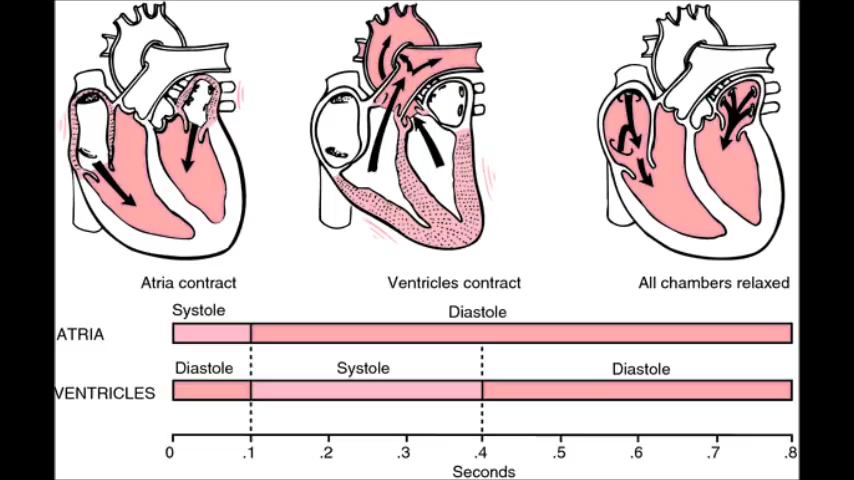 Atria contract
Ventricles contract
All chambers relaxed
Systole
Diastole
ATRIA
Diastole
Systole
Diastole
VENTRICLES
0 .1 .2 .3 .4 .5 .6 .7 .8
Seconds